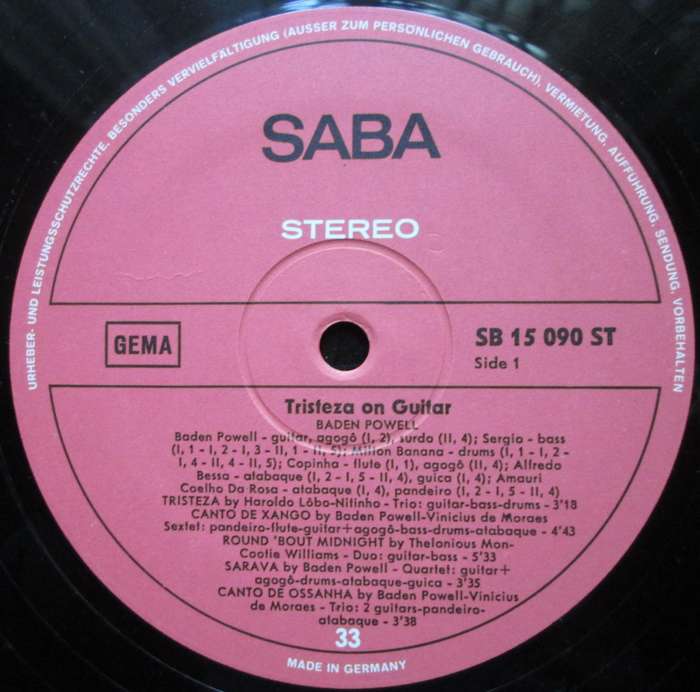 URHEBER- UND LEISTUNGSSCHUTZRECHTE, BESONDERS VERVIELFÄLTIGUNG (AUSSER ZUM PERSÖNLICHEN GEBRAUCH), VERMIETUNG, AUFFÜHRUNG, SENDUNG, VORBEHALTEN
SABA
STEREO
GEMA
SB 15 090 ST
Side 1
Tristeza on Guitar
BADEN POWELL
Baden Powell - guitar, agogô (I, 2), surdo (II, 4); Sergio - bass
(I, 1 - I, 2 - I, 3 - II, 1 - II, 5); Milton Banana - drums (I, 1 - I, 2 -
I, 4 - II, 4 - II, 5); Copinha - flute (I, 1), agogô (II, 4); Alfredo
Bessa - atabaque (I, 2 - I, 5 - II, 4), guica (I, 4); Amauri
Coelho Da Rosa - atabaque (I, 4), pandeiro (I, 2 - I, 5 - II, 4)
TRISTEZA by Haroldo Lôbo-Nitinho - Trio: guitar-bass-drums - 3'18
CANTO DE XANGO by Baden Powell-Vinicius de Moraes
Sextet: pandeiro-flute-guitar+agogô-bass-drums-atabaque - 4'43
ROUND 'BOUT MIDNIGHT by Thelonious Mon-
Cootie Williams - Duo: guitar-bass - 5'33
SARAVA by Baden Powell - Quartet: guitar+
agogô-drums-atabaque-guica - 3'35
CANTO DE OSSANHA by Baden Powell-Vinicius
de Moraes - Trio: 2 guitars-pandeiro-
atabaque - 3'38
33
MADE IN GERMANY